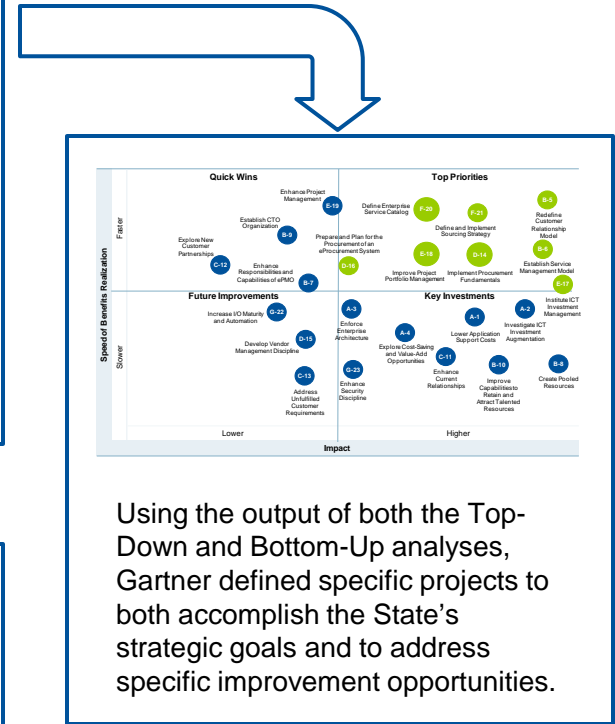 Quick Wins
Top Priorities
Enhance Project
Management
E-19
Define Enterprise
Service Catalog
F-20
F-21
Define and Implement
Sourcing Strategy
B-5
Redefine
Customer
Relationship
Model
Establish CTO
Organization
B-9
Explore New
Customer
Partnerships
C-12
Prepare and Plan for the
Procurement of an
eProcurement System
D-16
E-18
Improve Project
Portfolio Management
D-14
Implement Procurement
Fundamentals
B-6
Establish Service
Management Model
Enhance
Responsibilities and
Capabilities of ePMO
B-7
E-17
Institute ICT
Investment
Management
Future Improvements
Key Investments
Increase I/O Maturity
and Automation
G-22
A-3
Enforce
Enterprise
Architecture
A-4
Explore Cost-Saving
and Value-Add
Opportunities
A-1
Lower Application
Support Costs
A-2
Investigate ICT
Investment
Augmentation
Develop Vendor
Management Discipline
D-15
C-13
Address
Unfulfilled
Customer
Requirements
G-23
Enhance
Security
Discipline
C-11
Enhance
Current
Relationships
B-10
Improve
Capabilities to
Retain and
Attract Talented
Resources
B-8
Create Pooled
Resources
Speed of Benefits Realization
Faster
Slower
Lower
Higher
Impact
Using the output of both the Top-
Down and Bottom-Up analyses,
Gartner defined specific projects to
both accomplish the State's
strategic goals and to address
specific improvement opportunities.